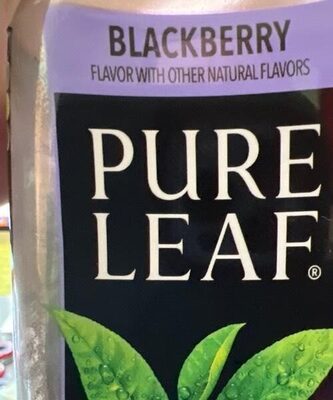 BLACKBERRY
FLAVOR WITH OTHER NATURAL FLAVORS
PURE
LEAF®